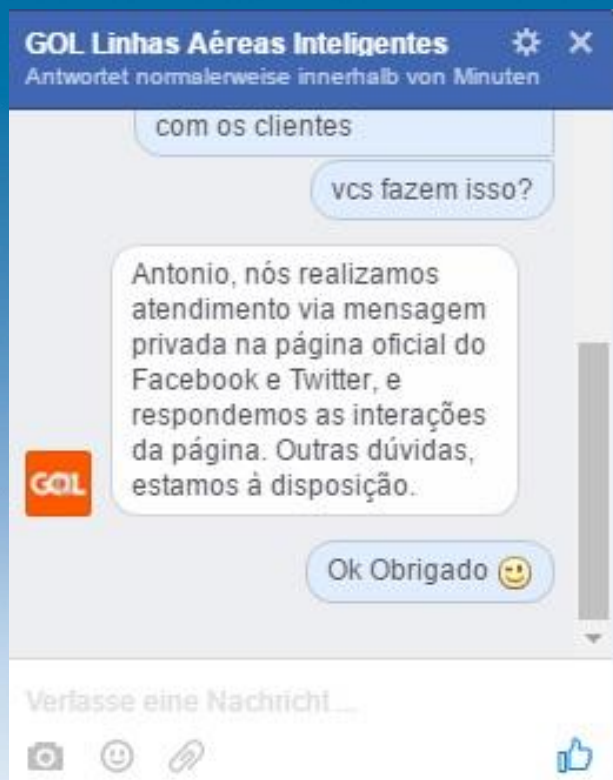 GOL Linhas Aéreas Inteligentes
Antwortet normalerweise innerhalb von Minuten
com os clientes
vcs fazem isso?
Antonio, nós realizamos
atendimento via mensagem
privada na página oficial do
Facebook e Twitter, e
respondemos as interações
da página. Outras dúvidas,
estamos à disposição.
GOL
Ok Obrigado
Verfasse eine Nachricht ...